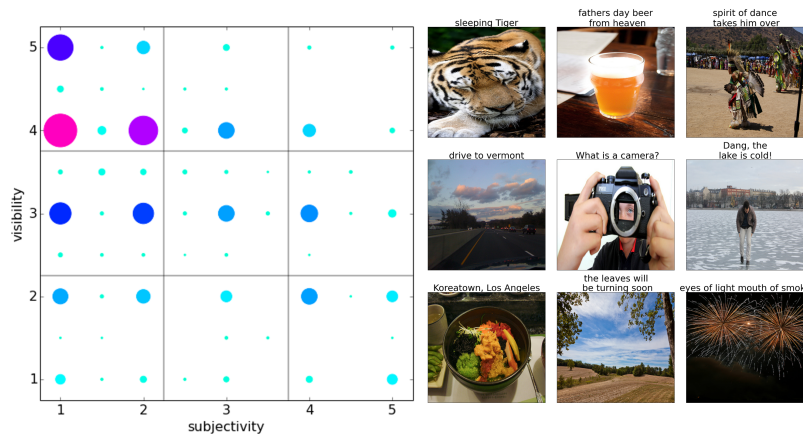 5
4
3
2
1
visibility
1 2 3 4 5
subjectivity
sleeping Tiger
fathers day beer
from heaven
spirit of dance
takes him over
drive to vermont
What is a camera?
Dang, the
lake is cold!
Koreatown, Los Angeles
the leaves will
be turning soon
eyes of light mouth of smok